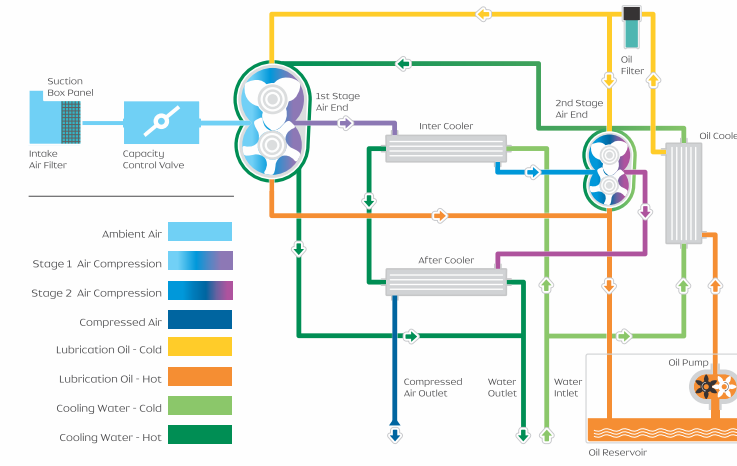 Oil
Filter
Suction
Box Panel
1st Stage
Air End
2nd Stage
Air End
Inter Cooler
Oil Coole
Intake
Air Filter
Capacity
Control Valve
Ambient Air
Stage 1 Air Compression
Stage 2 Air Compression
Compressed Air
Lubrication Oil - Cold
Lubrication Oil - Hot
Cooling Water - Cold
Cooling Water - Hot
After Cooler
Compressed
Air Outlet
Water
Outlet
Water
Intlet
Oil Pump
Oil Reservoir